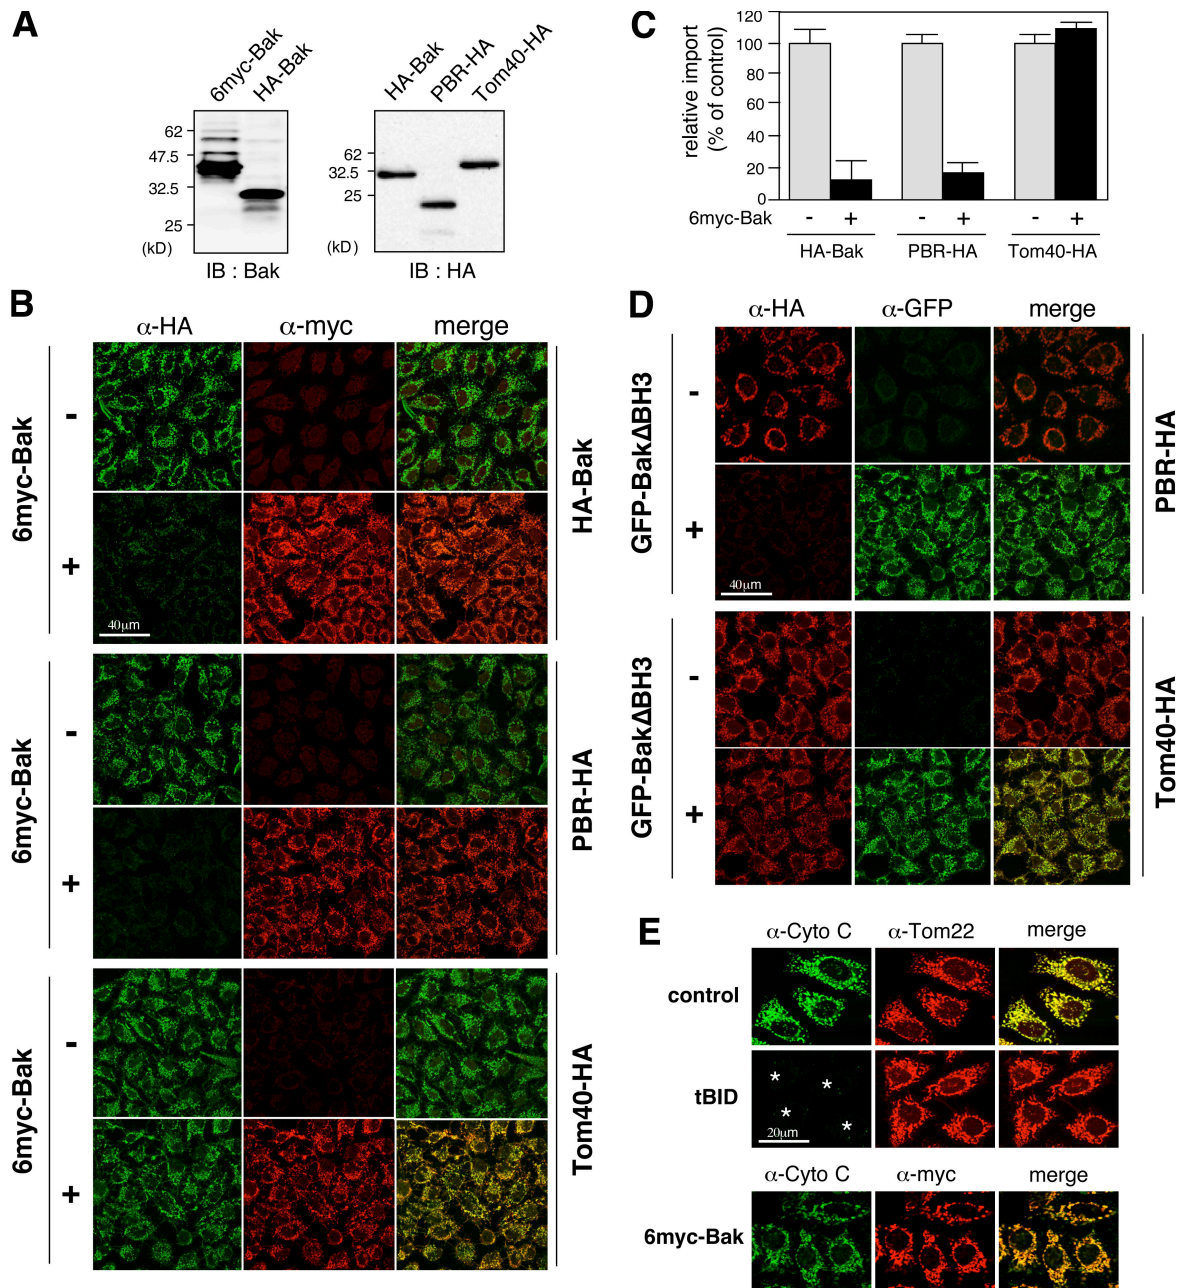 A
6myc-Bak
HA-Bak
62
47.5
32.5
25
(kD)
IB : Bak
HA-Bak
PBR-HA
Tom40-HA
62
32.5
25
(kD)
IB : HA
C
relative import
(% of control)
120
100
80
60
40
20
0
6myc-Bak
- + - + - +
HA-Bak
PBR-HA
Tom40-HA
B
α-HA
α-myc
merge
6myc-Bak
-
+
40µm
HA-Bak
6myc-Bak
-
+
PBR-HA
6myc-Bak
-
+
Tom40-HA
D
α-HA
α-GFP
merge
GFP-BakΔBH3
-
+
40µm
PBR-HA
GFP-BakΔBH3
-
+
Tom40-HA
E
α-Cyto C
α-Tom22
merge
control
tBID
* * * *
20µm
α-Cyto C
α-myc
merge
6myc-Bak